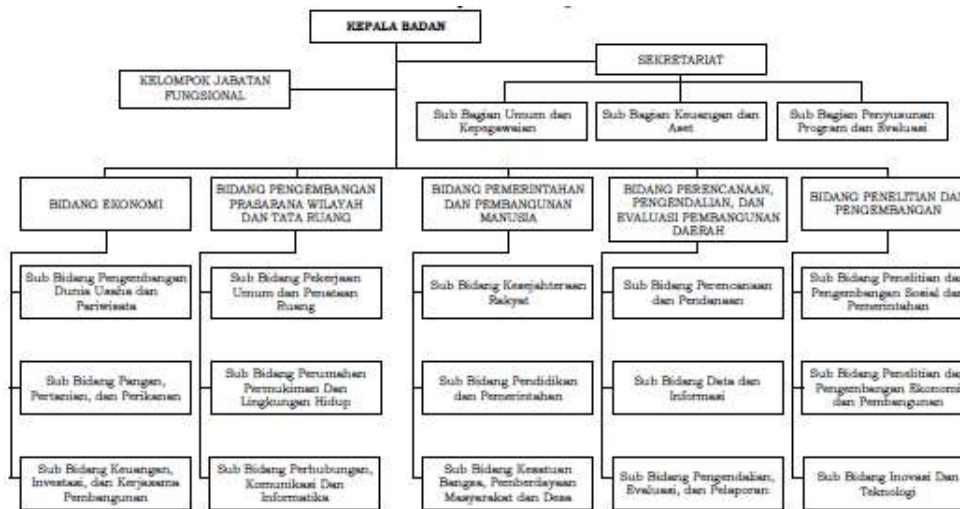 KEPALA BADAN
SEKRETARIAT
KELOMPOK JABATAN
FUNGSIONAL
Sub Bagian Umum dan
Kepegawaian
Sub Bagian Keuangan dan
Aset
Sub Bagian Penyusunan
Program dan Evaluasi
BIDANG EKONOMI
BIDANG PENGEMBANGAN
PRASARANA WILAYAH
DAN TATA RUANG
BIDANG PEMERINTAHAN
DAN PEMBANGUNAN
MANUSIA
BIDANG PERENCANAAN,
PENGENDALIAN, DAN
EVALUASI PEMBANGUNAN
DAERAH
BIDANG PENELITIAN DAN
PENGEMBANGAN
Sub Bidang Pengembangan
Dunia Usaha dan
Pariwisata
Sub Bidang Pekerjaan
Umum dan Penataan
Ruang
Sub Bidang Kesejahteraan
Rakyat
Sub Bidang Perencanaan
dan Pendanaan
Sub Bidang Penelitian da
Pengembangan Sosial da
Pemerintahan
Sub Bidang Pangan,
Pertanian, dan Perikanan
Sub Bidang Perumahan
Permukiman Dan
Lingkungan Hidup
Sub Bidang Pendidikan
dan Pemerintahan
Sub Bidang Data dan
Informasi
Sub Bidang Penelitian da
Pengembangan Ekonomi
dan Pembangunan
Sub Bidang Keuangan,
Investasi, dan Kerjasama
Pembangunan
Sub Bidang Perhubungan,
Komunikasi Dan
Informatika
Sub Bidang Kesatuan
Bangsa, Pemberdayaan
Masyarakat dan Desa
Sub Bidang Pengendalian,
Evaluasi, dan Pelaporan
Sub Bidang Inovasi Dan
Teknologi